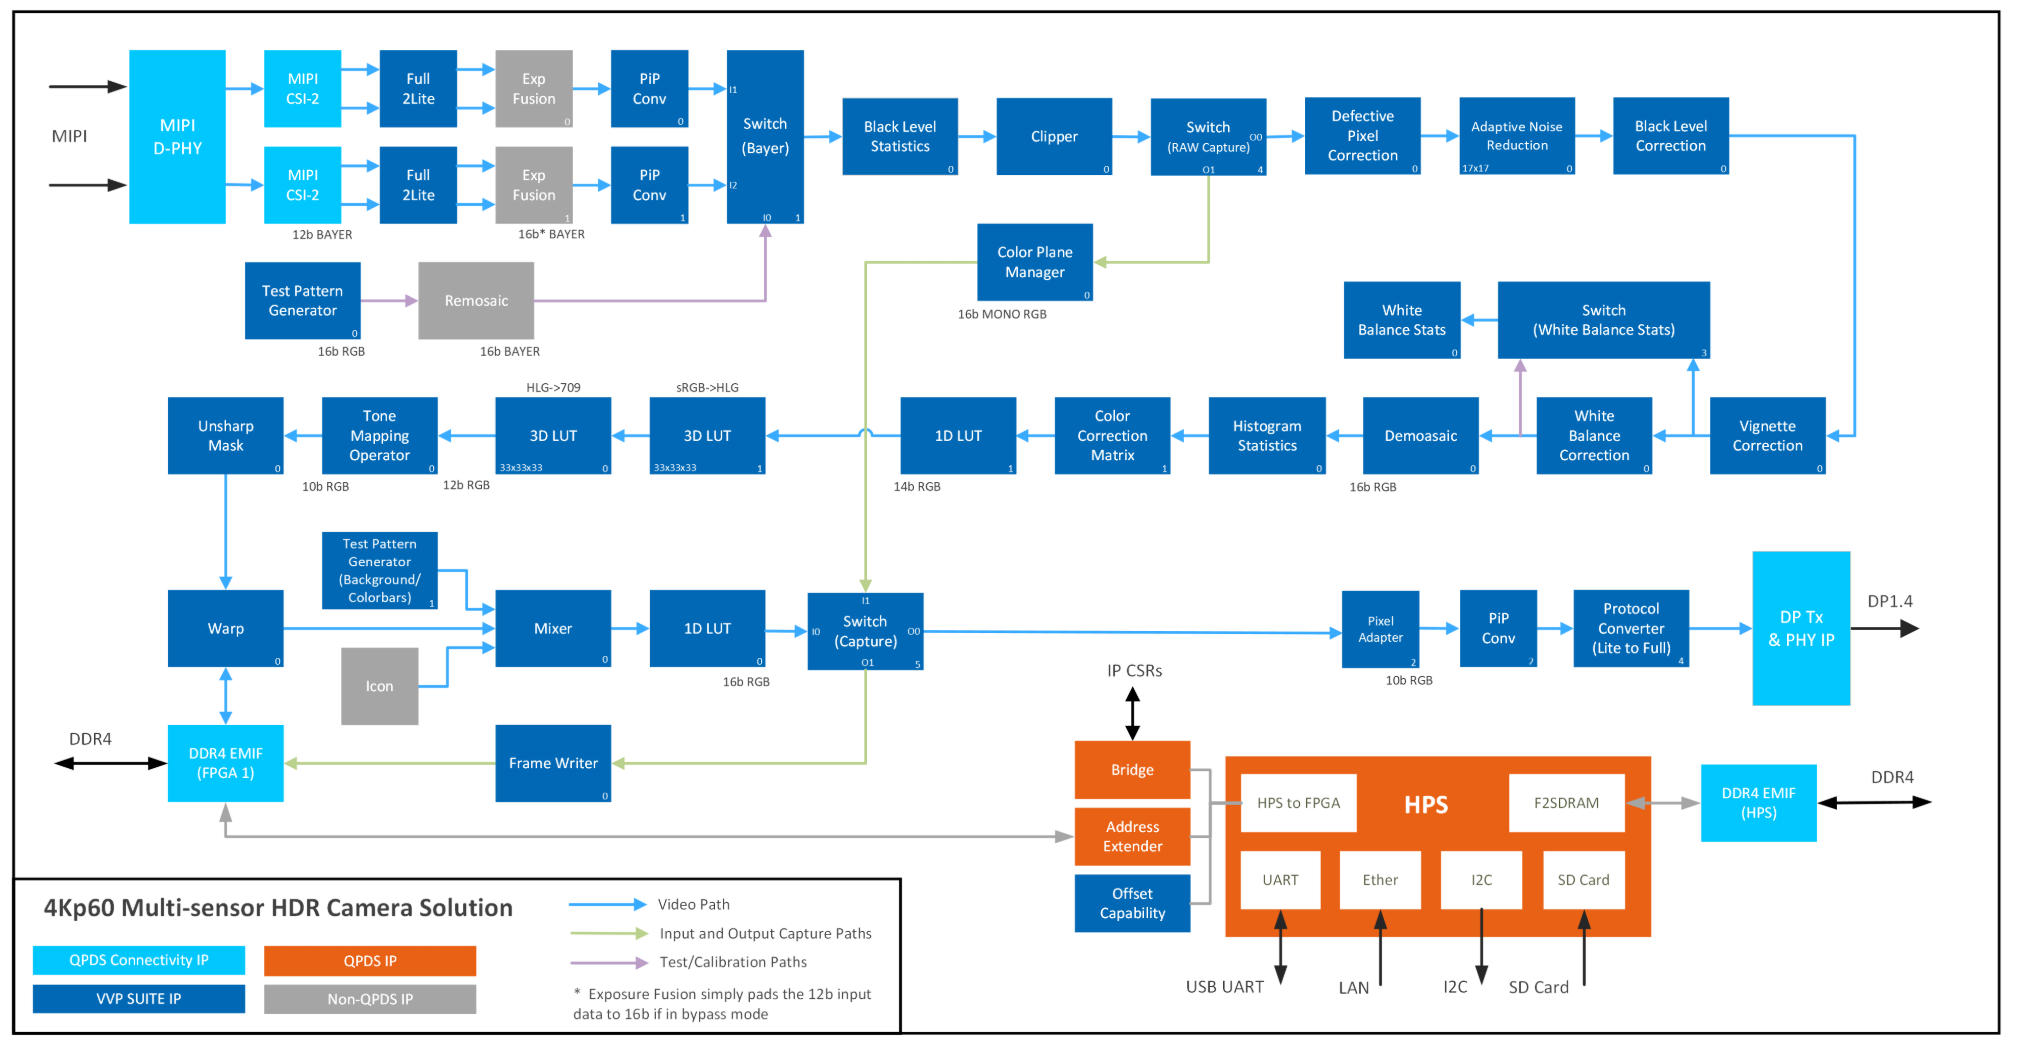 MIPI
MIPI
D-PHY
MIPI
CSI-2
Full
2Lite
Exp
Fusion
0
PiP
Conv
0
MIPI
CSI-2
Full
2Lite
Exp
Fusion
1
PiP
Conv
1
12b BAYER
16b* BAYER
I1
Switch
(Bayer)
I2
I0
1
Black Level
Statistics
0
Clipper
0
Switch
(RAW Capture)
O0
O1
4
Defective
Pixel
Correction
0
Adaptive Noise
Reduction
17x17
0
Black Level
Correction
0
Test Pattern
Generator
0
16b RGB
Remosaic
16b BAYER
Color Plane
Manager
0
16b MONO RGB
White
Balance Stats
0
Switch
(White Balance Stats)
3
HLG->709
sRGB->HLG
Unsharp
Mask
0
Tone
Mapping
Operator
0
10b RGB
3D LUT
33x33x33
0
12b RGB
3D LUT
33x33x33
1
1D LUT
1
14b RGB
Color
Correction
Matrix
1
Histogram
Statistics
0
Demoasaic
0
16b RGB
White
Balance
Correction
0
Vignette
Correction
0
Test Pattern
Generator
(Background/
Colorbars)
1
Warp
0
Icon
Mixer
0
1D LUT
0
16b RGB
I1
I0
Switch
(Capture)
O0
O1
5
Pixel
Adapter
2
10b RGB
PiP
Conv
2
Protocol
Converter
(Lite to Full)
4
DP Tx
& PHY IP
DP1.4
DDR4
DDR4 EMIF
(FPGA 1)
Frame Writer
0
IP CSRs
Bridge
Address
Extender
Offset
Capability
HPS to FPGA
HPS
F2SDRAM
UART
Ether
I2C
SD Card
DDR4 EMIF
(HPS)
DDR4
USB UART
LAN
I2C
SD Card
4Kp60 Multi-sensor HDR Camera Solution
QPDS Connectivity IP
QPDS IP
VVP SUITE IP
Non-QPDS IP
Video Path
Input and Output Capture Paths
Test/Calibration Paths
* Exposure Fusion simply pads the 12b input
data to 16b if in bypass mode